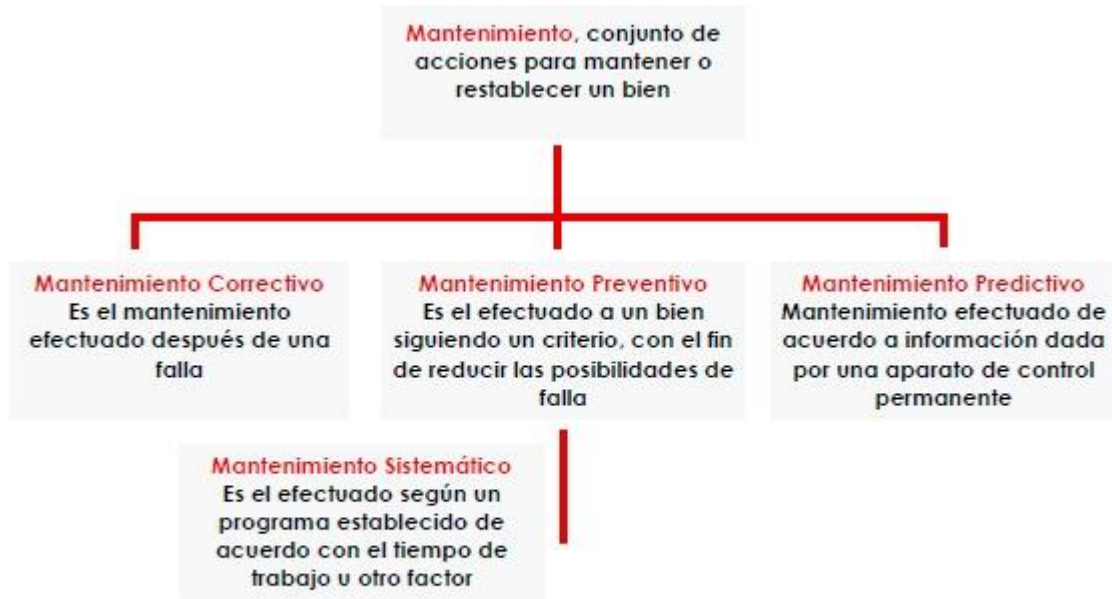 Mantenimiento, conjunto de
acciones para mantener o
restablecer un bien
Mantenimiento Correctivo
Es el mantenimiento
efectuado después de una
falla
Mantenimiento Preventivo
Es el efectuado a un bien
siguiendo un criterio, con el fin
de reducir las posibilidades de
falla
Mantenimiento Predictivo
Mantenimiento efectuado de
acuerdo a información dada
por una aparato de control
permanente
Mantenimiento Sistemático
Es el efectuado según un
programa establecido de
acuerdo con el tiempo de
trabajo u otro factor